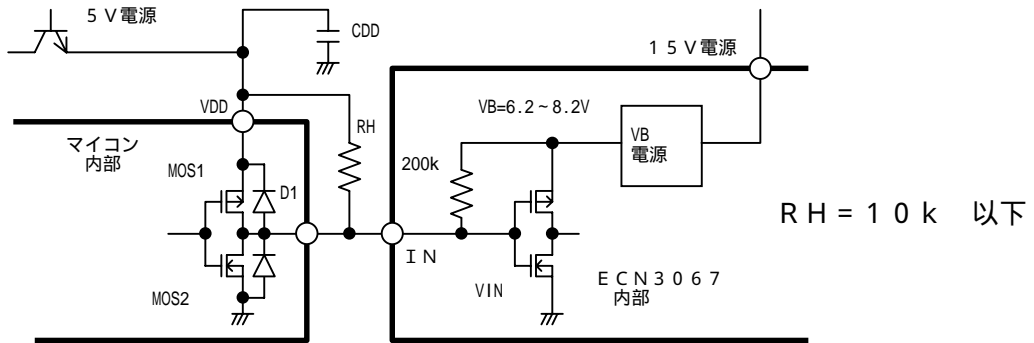 5V電源
CDD
15V電源
VDD
RH
VB=6.2~8.2V
マイコン
内部
MOS1
D1
200k
VB
電源
RH=10k 以下
IN
MOS2
VIN
ECN3067
内部